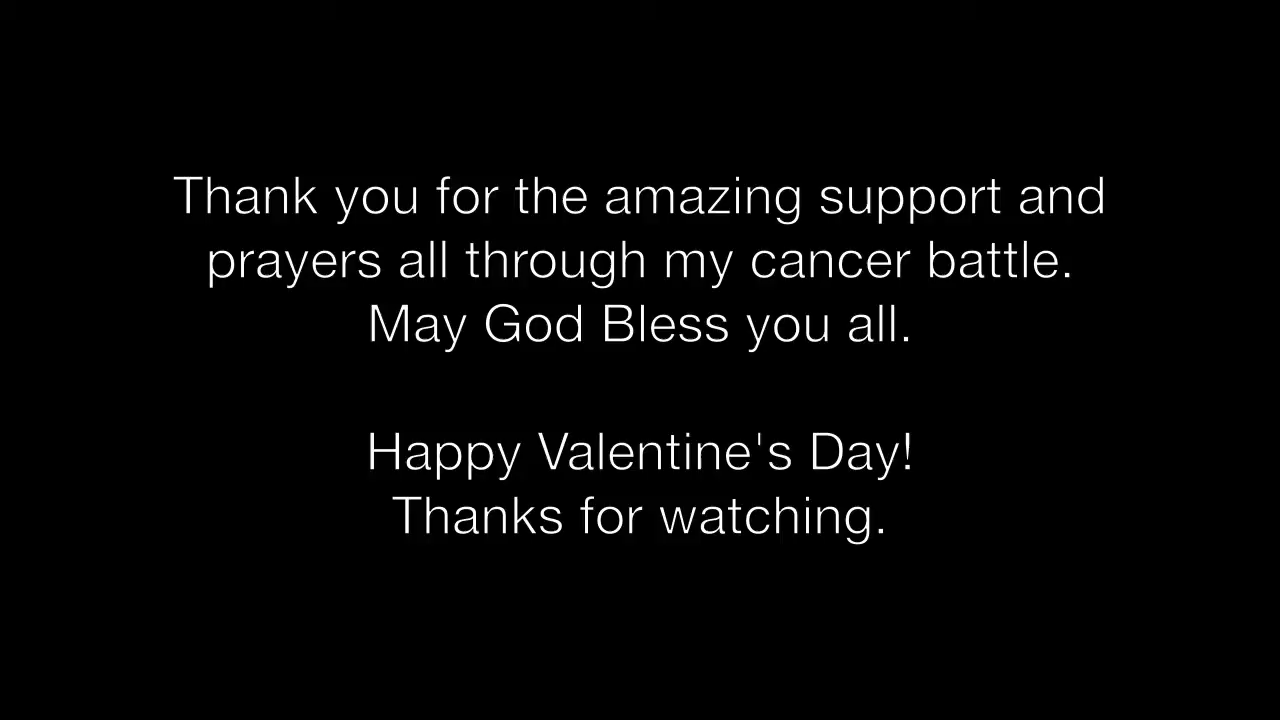 Thank you for the amazing support and
prayers all through my cancer battle.
May God Bless you all.
Happy Valentine's Day!
Thanks for watching.